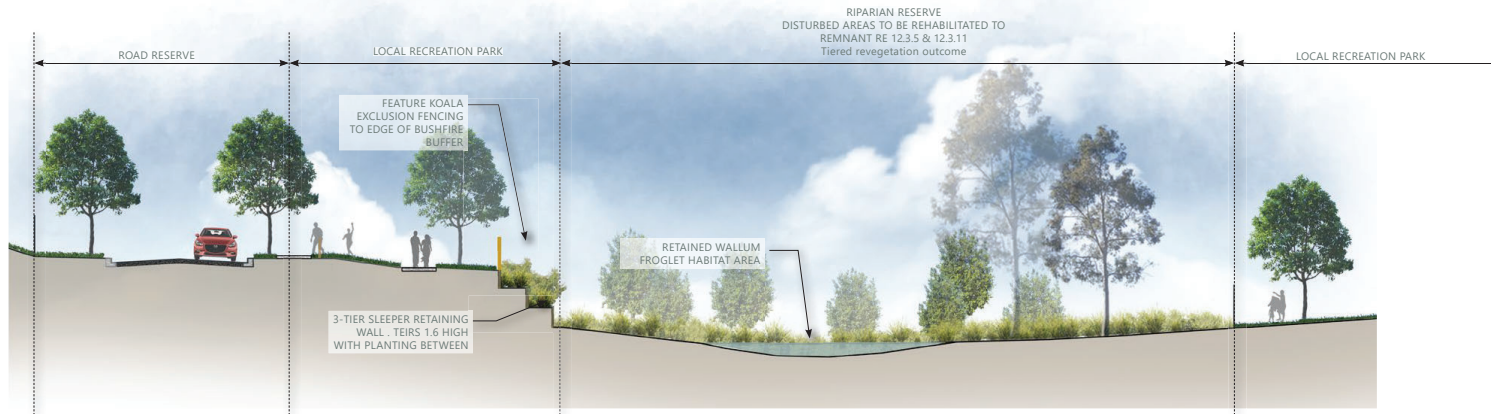 RIPARIAN RESERVE
DISTURBED AREAS TO BE REHABILITATED TO
REMNANT RE 12.3.5 & 12.3.11
Tiered revegetation outcome
ROAD RESERVE
LOCAL RECREATION PARK
LOCAL RECREATION PARK
FEATURE KOALA
EXCLUSION FENCING
TO EDGE OF BUSHFIRE
BUFFER
RETAINED WALLUM
FROGLET HABITAT AREA
3-TIER SLEEPER RETAINING
WALL . TEIRS 1.6 HIGH
WITH PLANTING BETWEEN